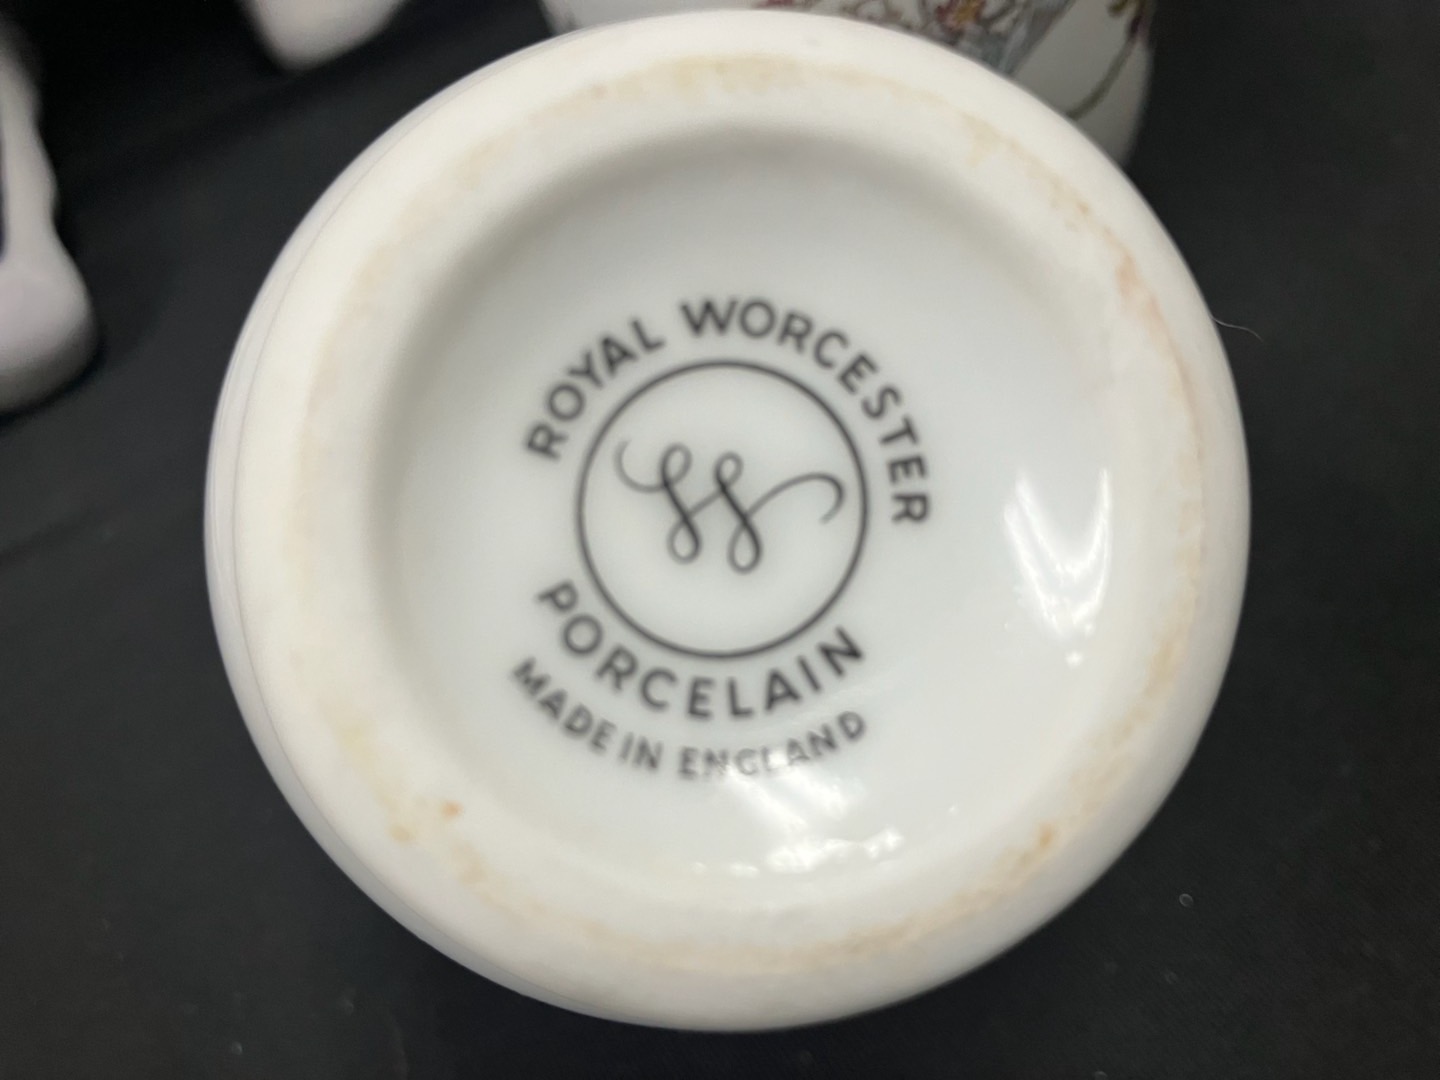 ROYAL WORCESTER
W
PORCELAIN
MADE IN ENGLAND